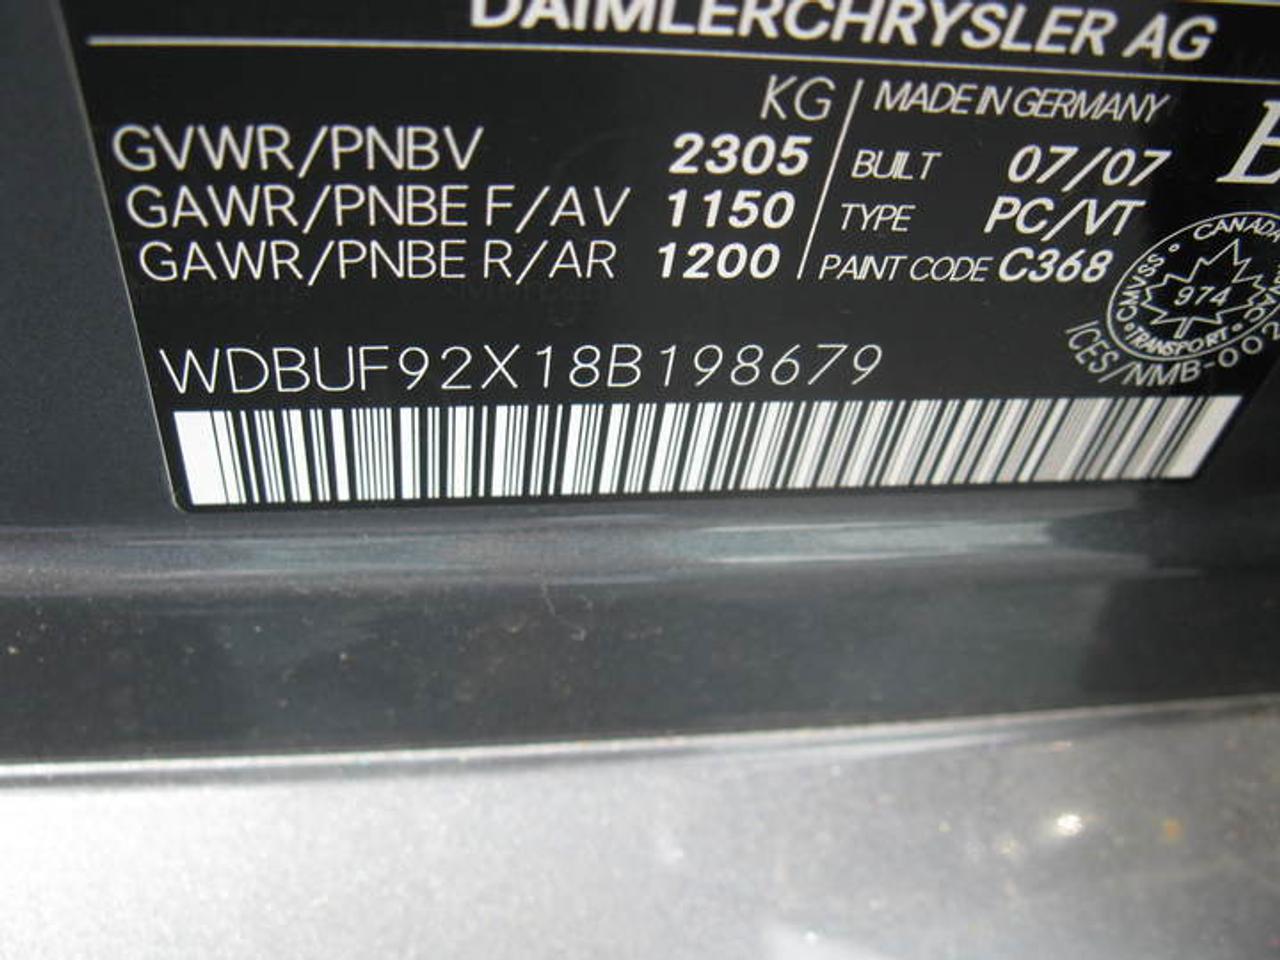 DAIMLERCHRYSLER AG
KG
MADE IN GERMANY
GVWR/PNBV 2305
BUILT 07/07
GAWR/PNBE F/AV 1150
TYPE PC/VT
GAWR/PNBE R/AR 1200
PAINT CODE C368
WDBUF92X18B198679
CANADA
CMVSS
974
TRANSPORT
ICES/NMB-002